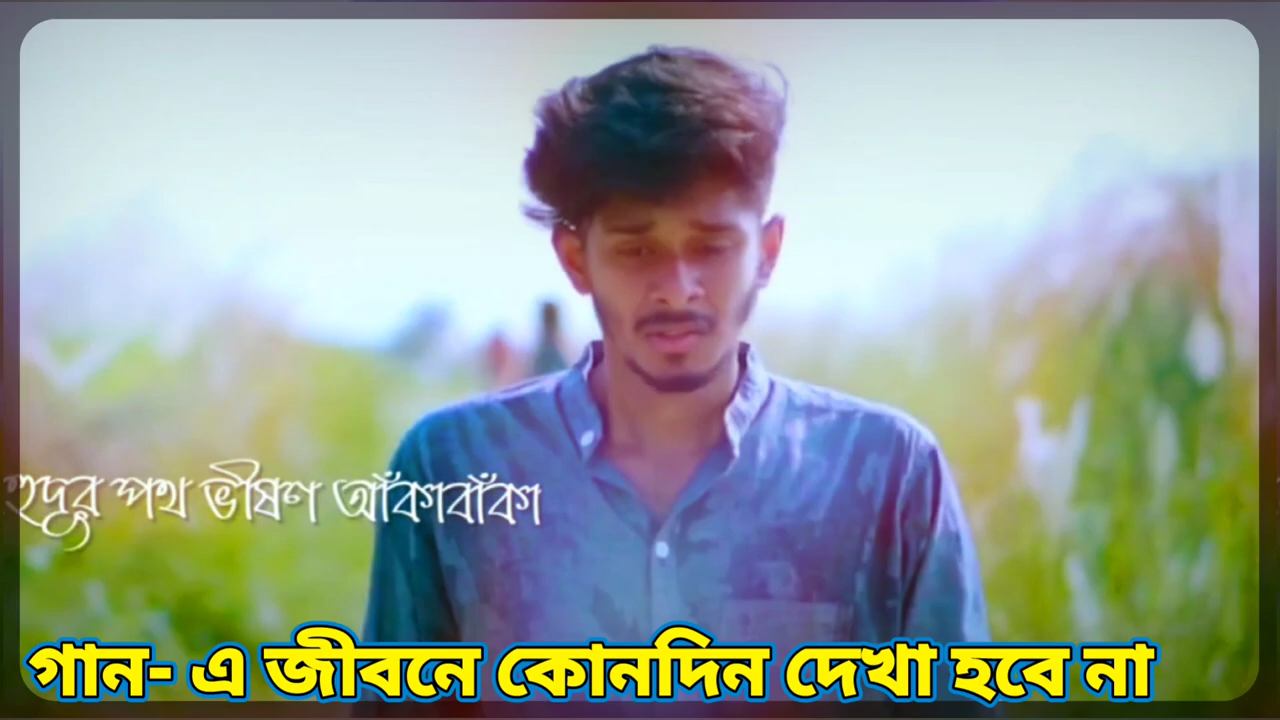 হুদূর পথ ভীষণ আঁকাবাঁকা
গান- এ জীবনে কোনদিন দেখা হবে না